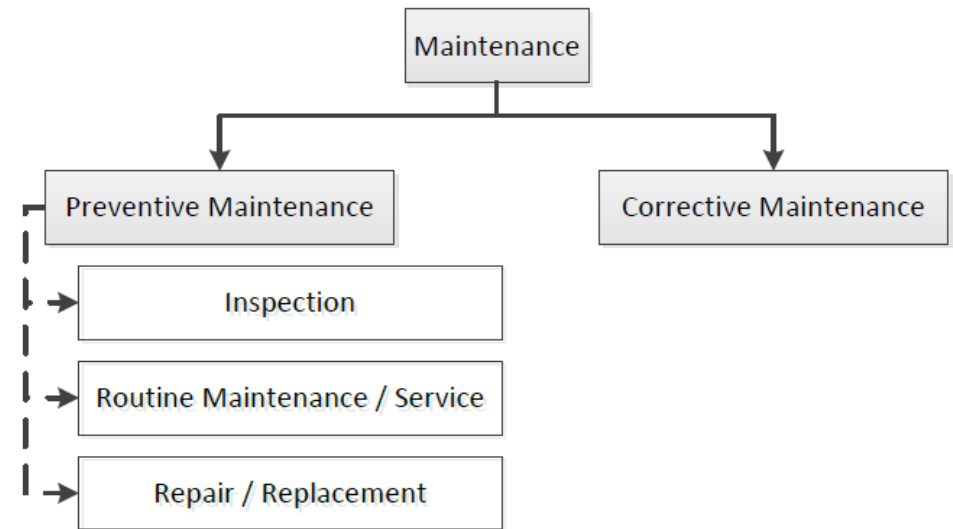 Maintenance
Preventive Maintenance
Corrective Maintenance
Inspection
Routine Maintenance / Service
Repair / Replacement